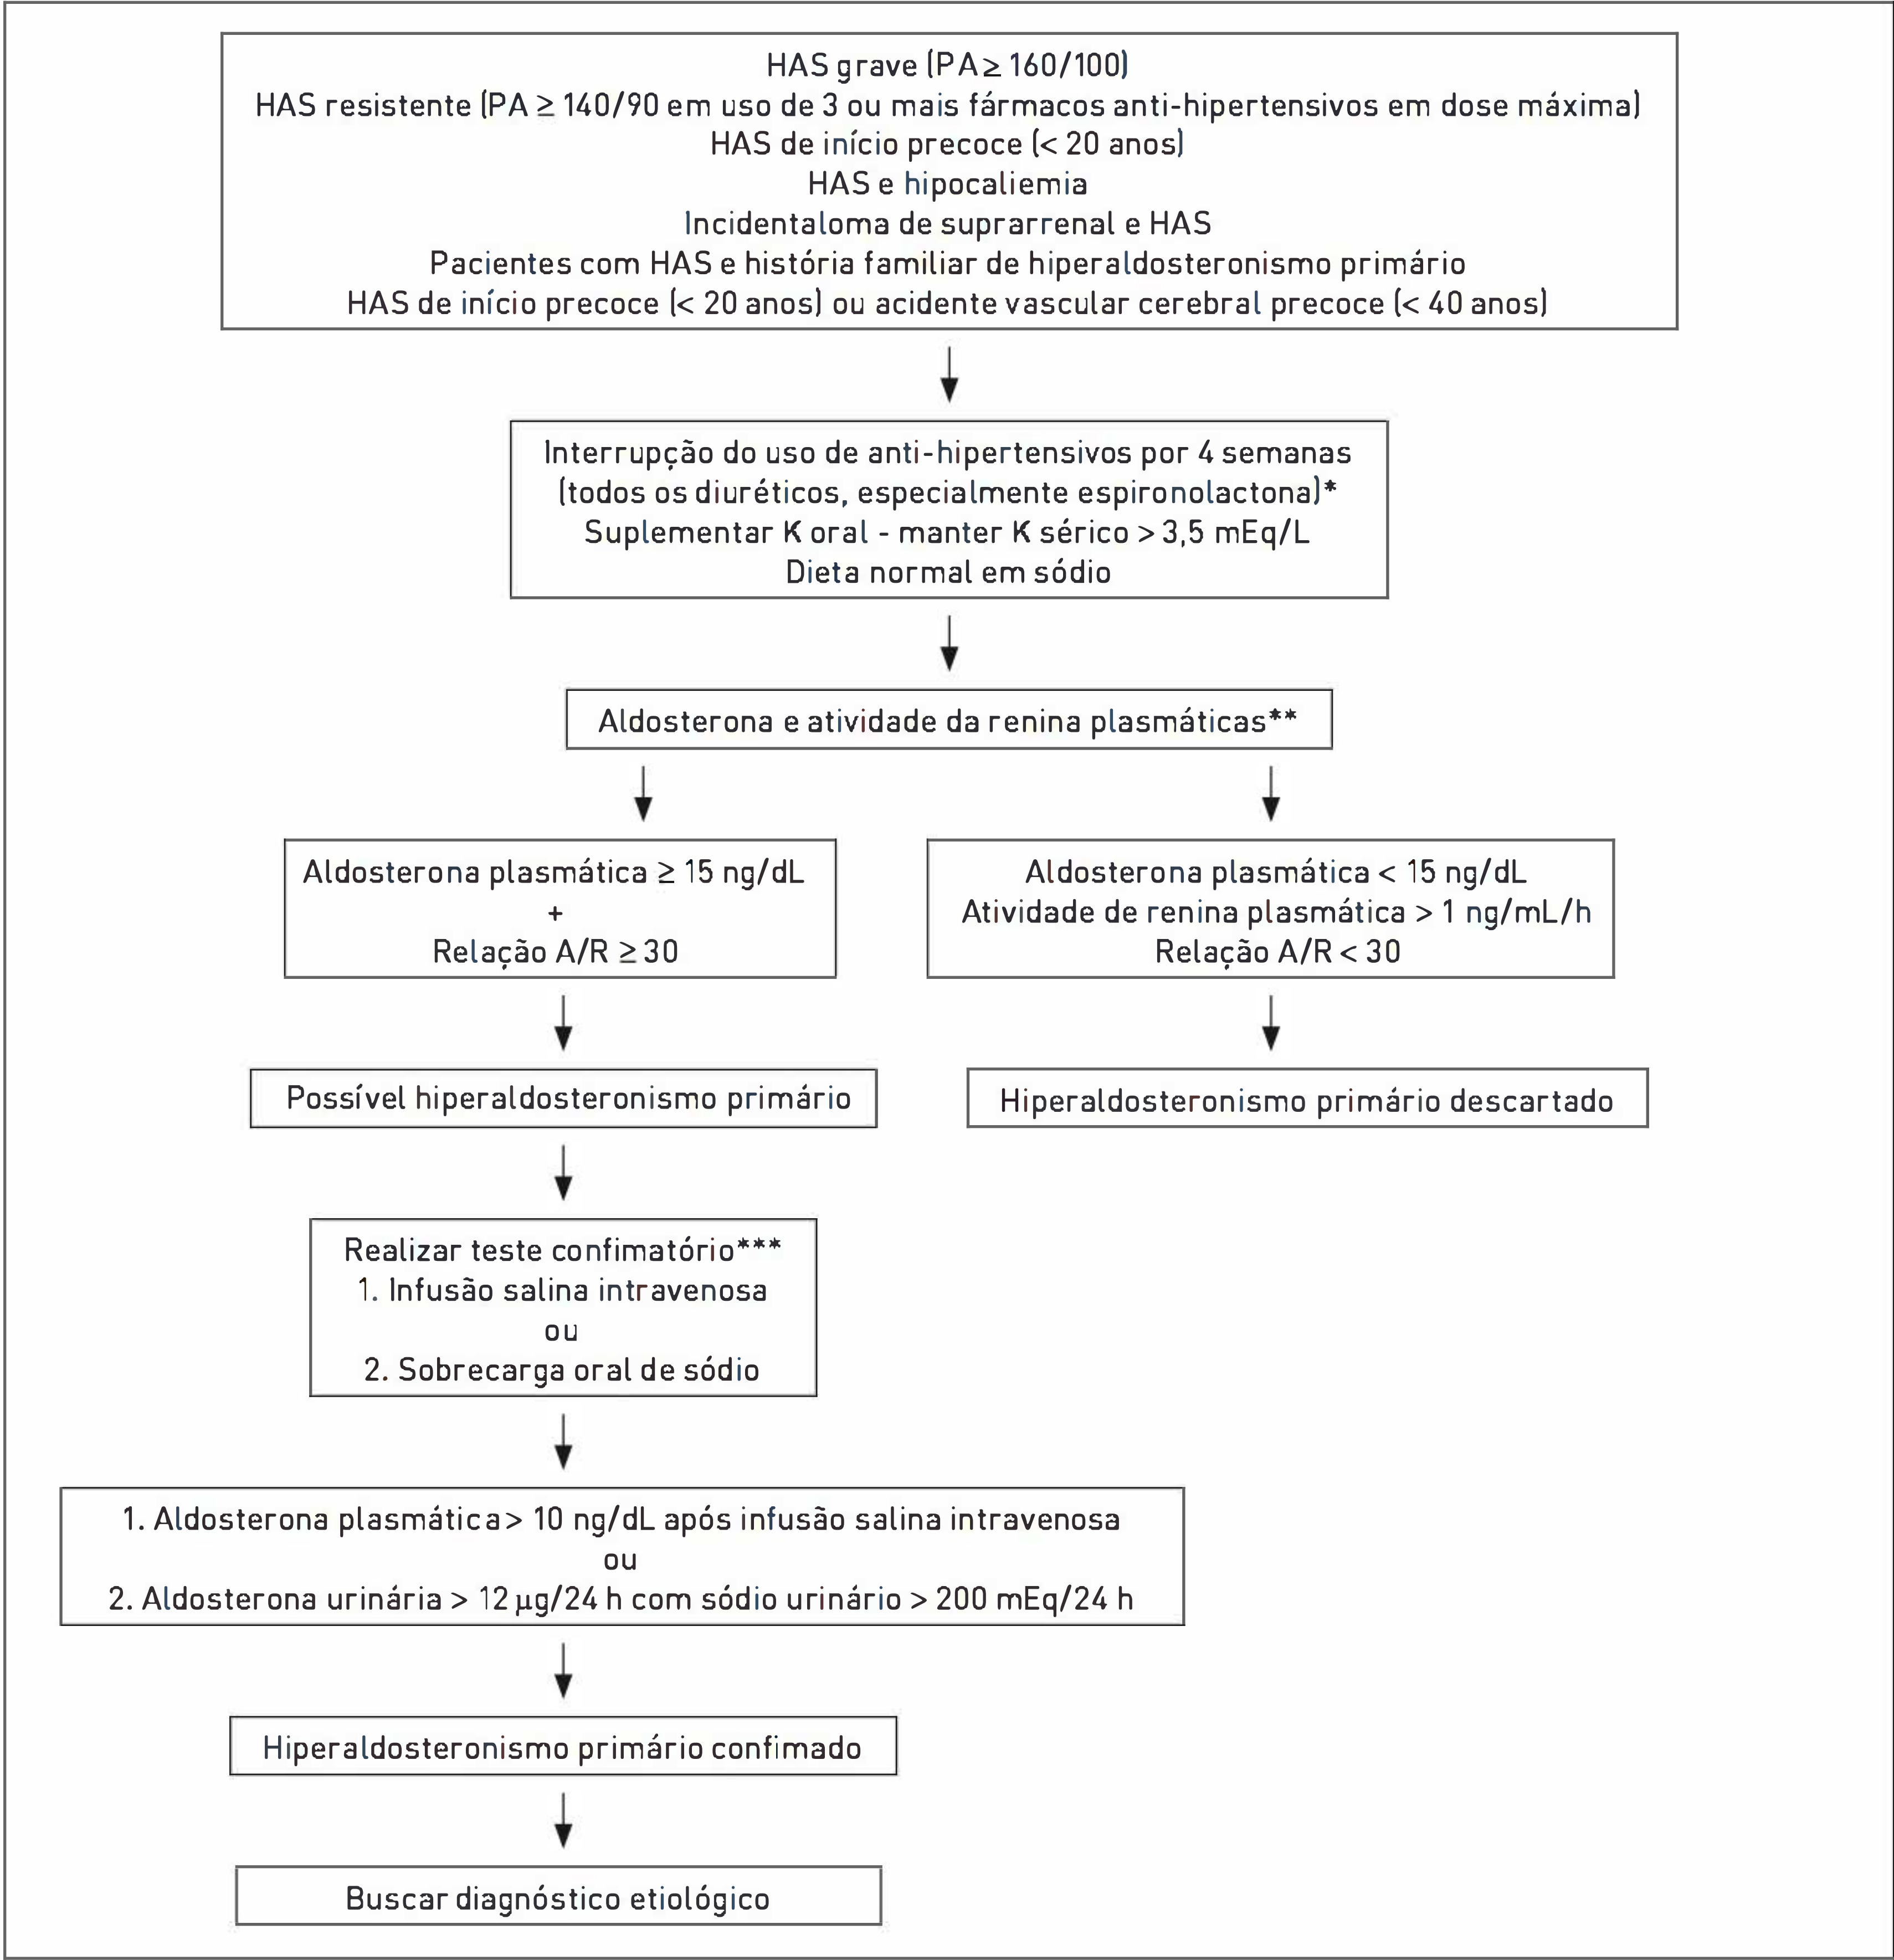 HAS grave (PA ≥ 160/100)
HAS resistente (PA ≥ 140/90 em uso de 3 ou mais fármacos anti-hipertensivos em dose máxima)
HAS de início precoce (< 20 anos)
HAS e hipocaliemia
Incidentaloma de suprarrenal e HAS
Pacientes com HAS e história familiar de hiperaldosteronismo primário
HAS de início precoce (< 20 anos) ou acidente vascular cerebral precoce (< 40 anos)
Interrupção do uso de anti-hipertensivos por 4 semanas
(todos os diuréticos, especialmente espironolactona)*
Suplementar K oral - manter K sérico > 3,5 mEq/L
Dieta normal em sódio
Aldosterona e atividade da renina plasmáticas**
Aldosterona plasmática ≥ 15 ng/dL
+
Relação A/R ≥ 30
Aldosterona plasmática < 15 ng/dL
Atividade de renina plasmática > 1 ng/mL/h
Relação A/R < 30
Possível hiperaldosteronismo primário
Hiperaldosteronismo primário descartado
Realizar teste confimatório***
1. Infusão salina intravenosa
ou
2. Sobrecarga oral de sódio
1. Aldosterona plasmática > 10 ng/dL após infusão salina intravenosa
ou
2. Aldosterona urinária > 12 µg/24 h com sódio urinário > 200 mEq/24 h
Hiperaldosteronismo primário confimado
Buscar diagnóstico etiológico